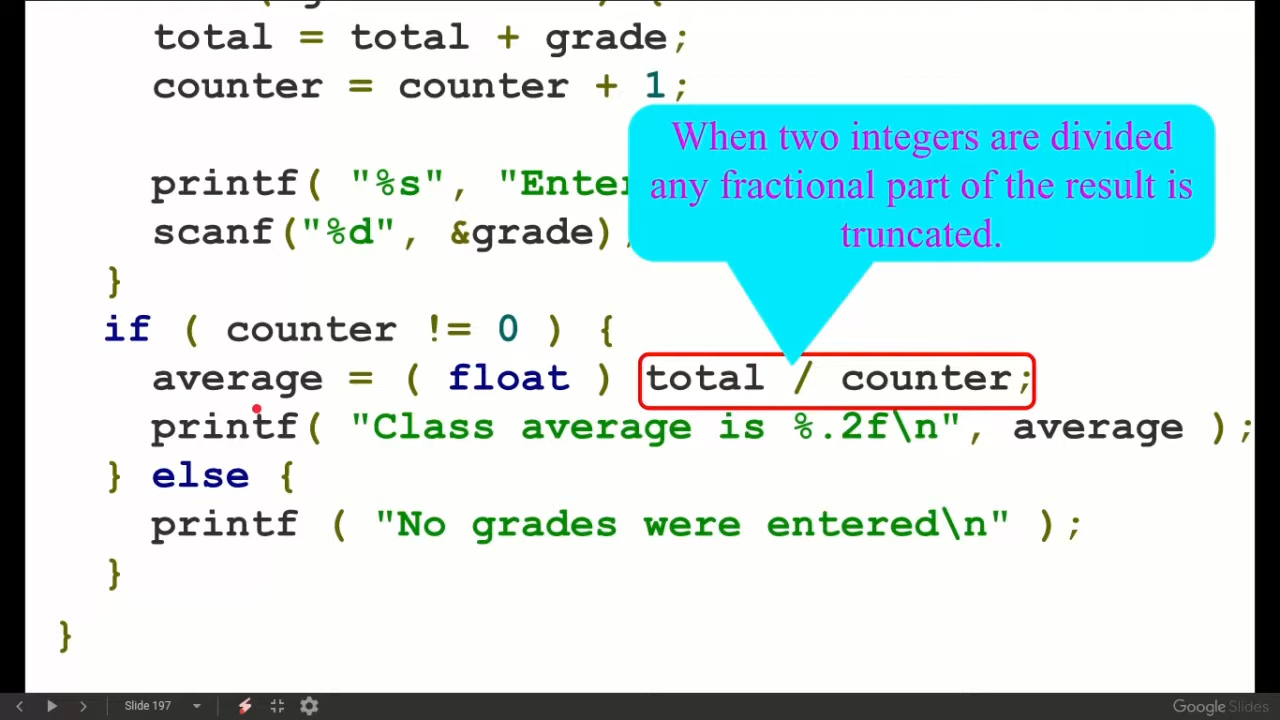 total = total + grade;
counter = counter + 1;
When two integers are divided
any fractional part of the result is
truncated.
printf( "%s", "Enter
scanf("%d", &grade)
}
if ( counter != 0 ) {
average = ( float ) total / counter;
printf( "Class average is %.2f\n", average );
} else {
printf ( "No grades were entered\n" );
}
}
Slide 197
Google Slides